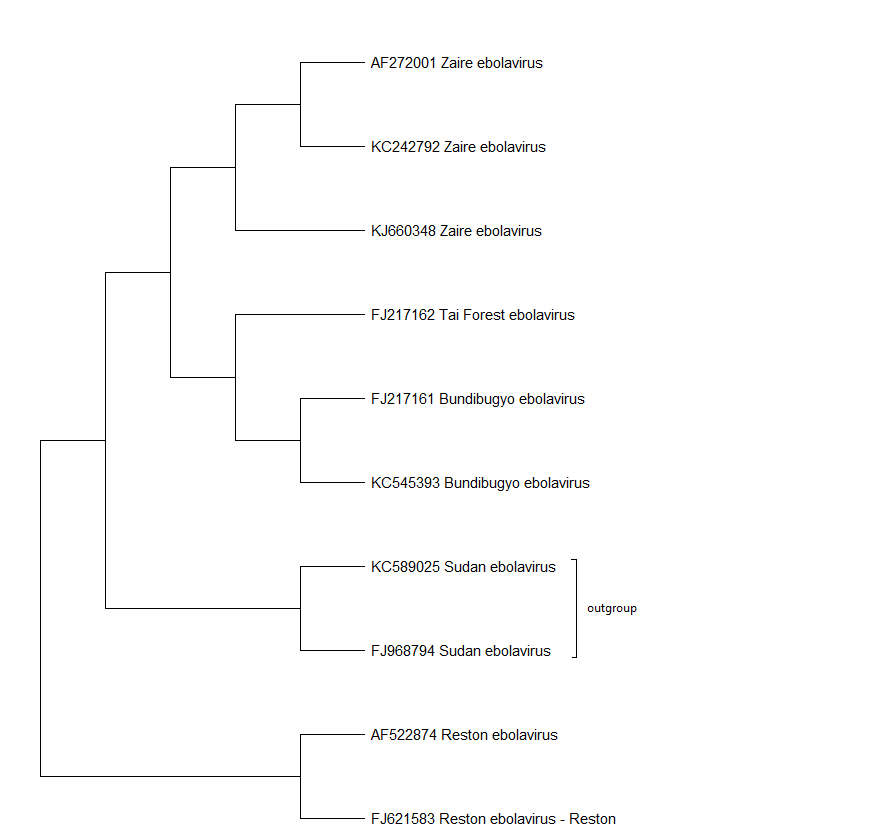 AF272001 Zaire ebolavirus
KC242792 Zaire ebolavirus
KJ660348 Zaire ebolavirus
FJ217162 Tai Forest ebolavirus
FJ217161 Bundibugyo ebolavirus
KC545393 Bundibugyo ebolavirus
KC589025 Sudan ebolavirus
outgroup
FJ968794 Sudan ebolavirus
AF522874 Reston ebolavirus
FJ621583 Reston ebolavirus - Reston